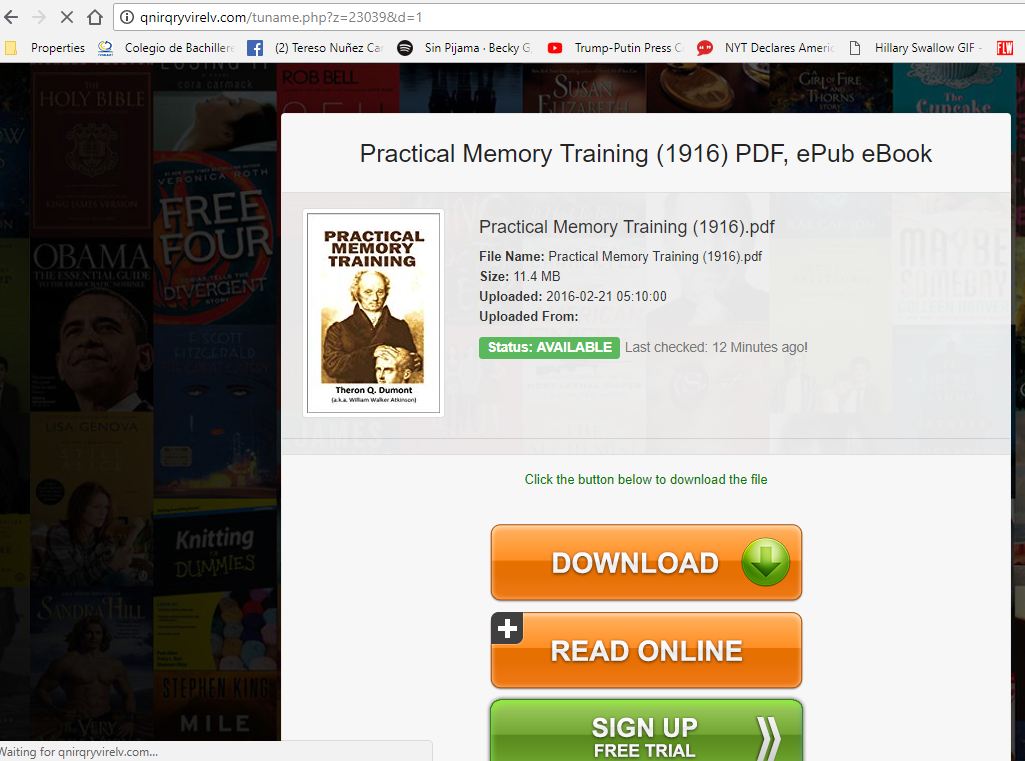 qnirqryvirelv.com/tuname.php?z=23039&d=1
Properties
Colegio de Bachillere
(2) Tereso Nuñez Ca
Sin Pijama · Becky G
Trump-Putin Press C
NYT Declares Ameri
Hillary Swallow GIF -
FLW
THE
HOLY BIBLE
KING JAMES VERSION
LOSING IT
cora carmack
ROB BELL
SUSAN
ELIZABETH
GIRL OF FIRE
AND
THORNS
STORY
The
Cupcake
VERONICA ROTH
FREE
FOUR
DIVERGENT
STORY
OBAMA
THE ESSENTIAL GUIDE
F. SCOTT
FITZGERALD
LISA GENOVA
STILL
ALICE
Knitting
FOR
DUMMIES
SANDRA HILL
THE VERY
STEPHEN KING
MILE
Practical Memory Training (1916) PDF, ePub eBook
PRACTICAL
MEMORY
TRAINING
Theron Q. Dumont
(a.k.a. William Walker Atkinson)
Practical Memory Training (1916).pdf
File Name: Practical Memory Training (1916).pdf
Size: 11.4 MB
Uploaded: 2016-02-21 05:10:00
Uploaded From:
Status: AVAILABLE Last checked: 12 Minutes ago!
MAYBE
SOMEDAY
COLLEEN HOOVER
JAMES
Click the button below to download the file
DOWNLOAD
READ ONLINE
SIGN UP
FREE TRIAL
Waiting for qnirqryvirelv.com...